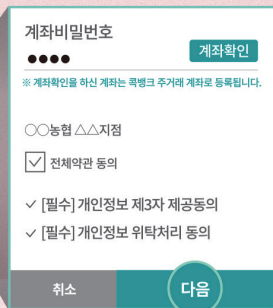 계좌비밀번호
●●●● 계좌확인
※ 계좌확인을 하신 계좌는 콕뱅크 주거래 계좌로 등록됩니다.
○○농협 △△지점
전체약관 동의
[필수] 개인정보 제3자 제공동의
[필수] 개인정보 위탁처리 동의
취소 다음